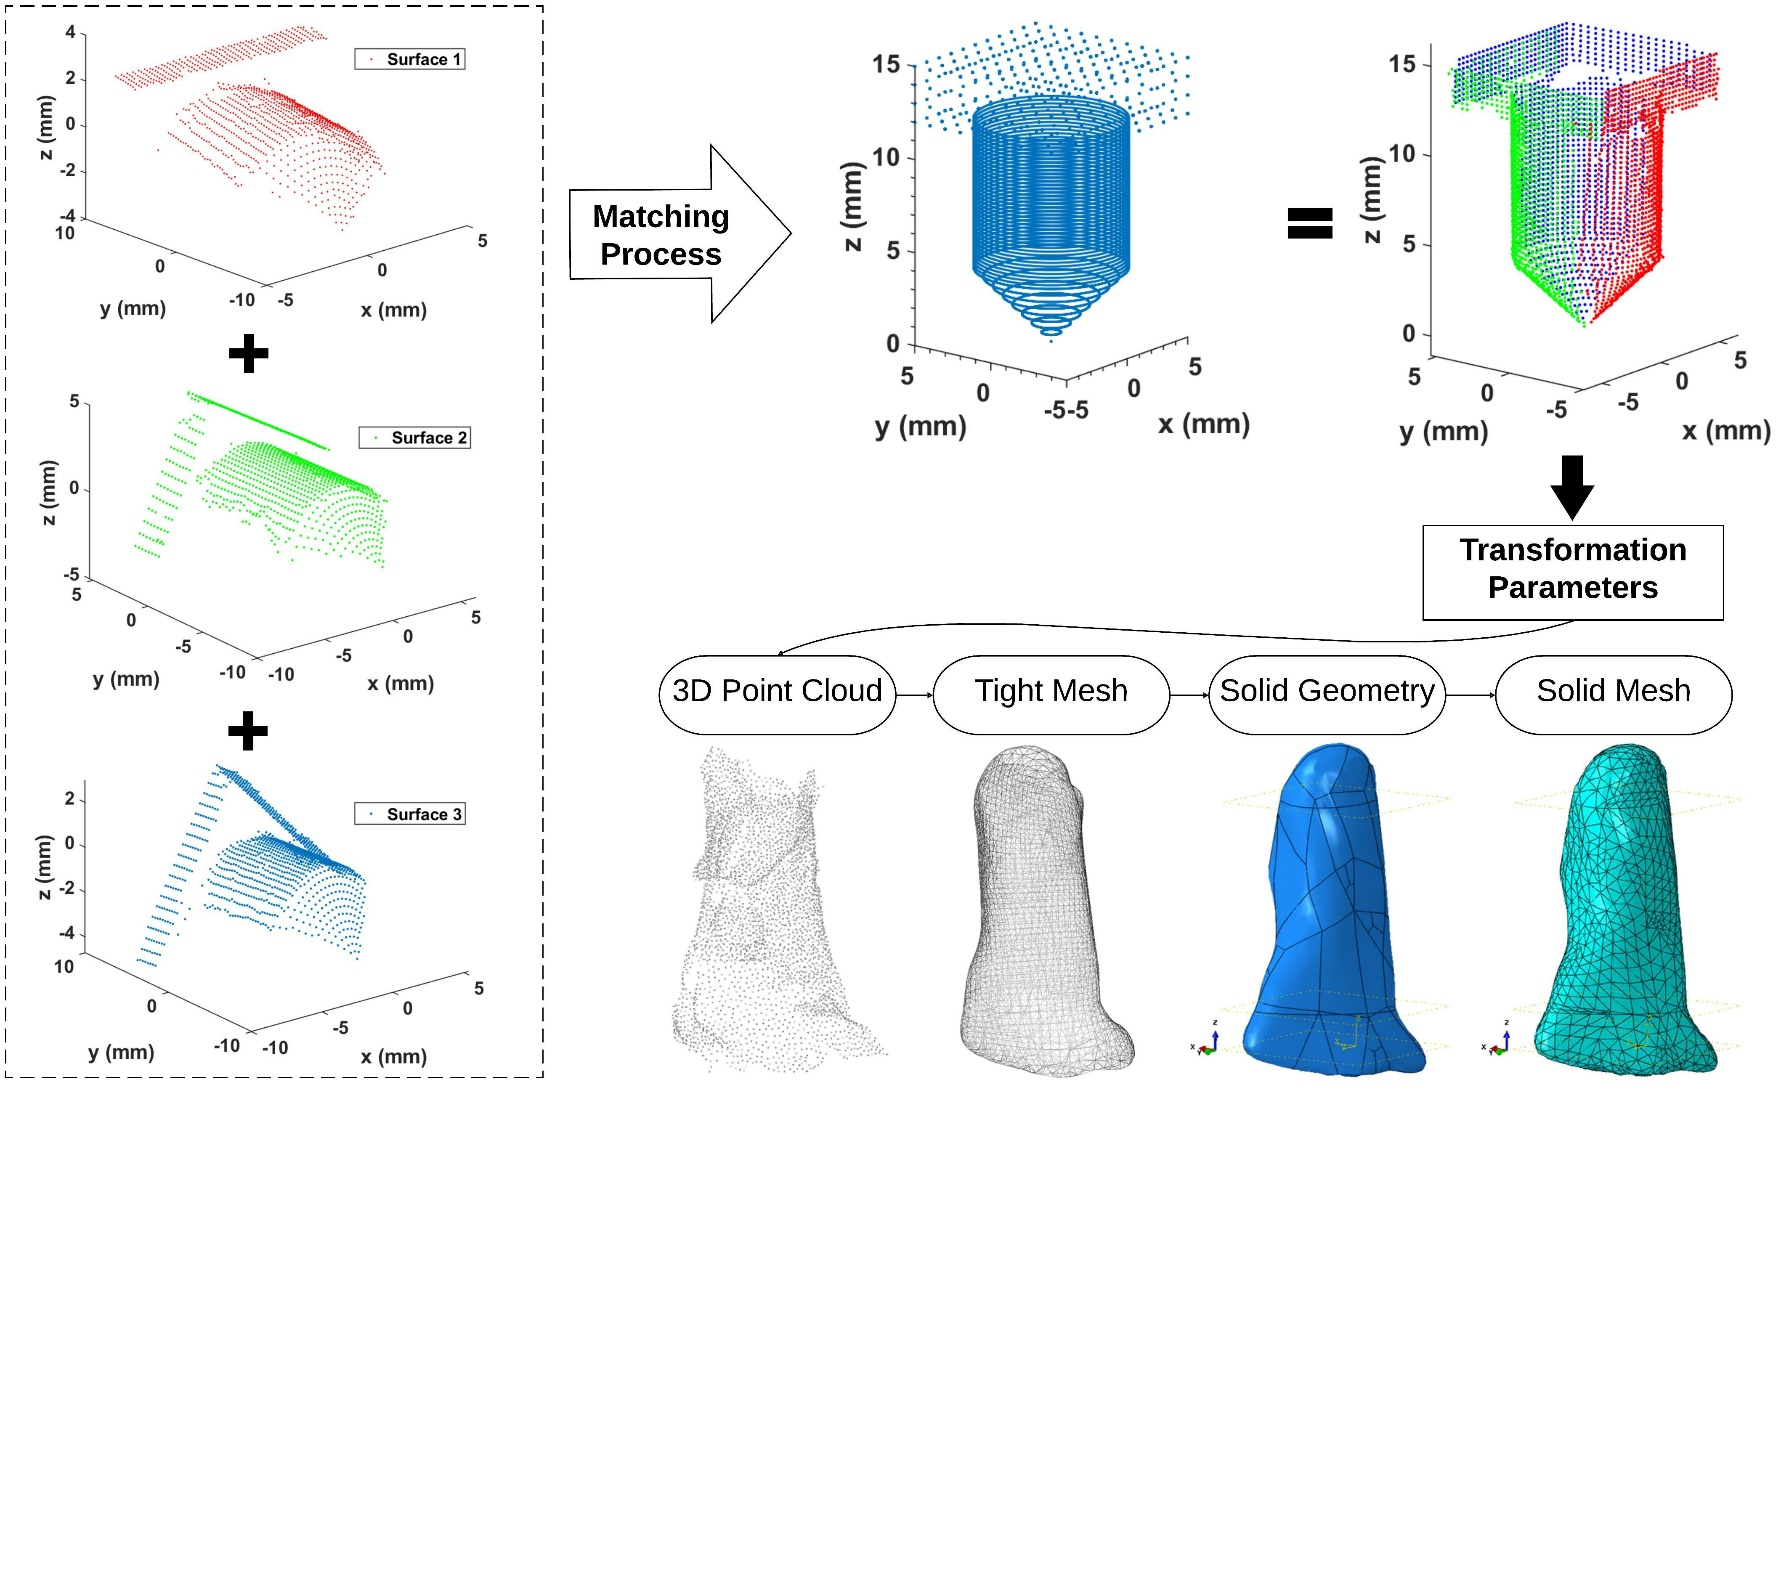 4
2
0
-2
-4
z (mm)
Surface 1
10
0
-10
-5
0
5
y (mm)
x (mm)
5
0
-5
z (mm)
Surface 2
5
0
-5
-10
-10
-5
0
5
y (mm)
x (mm)
2
0
-2
-4
z (mm)
Surface 3
10
0
-10
-10
-5
0
5
y (mm)
x (mm)
Matching
Process
15
10
5
0
z (mm)
5
0
-5
-5
0
5
y (mm)
x (mm)
15
10
5
0
z (mm)
5
0
-5
-5
0
5
y (mm)
x (mm)
Transformation
Parameters
3D Point Cloud
Tight Mesh
Solid Geometry
Solid Mesh
Z
X
Y
Z
X
Y